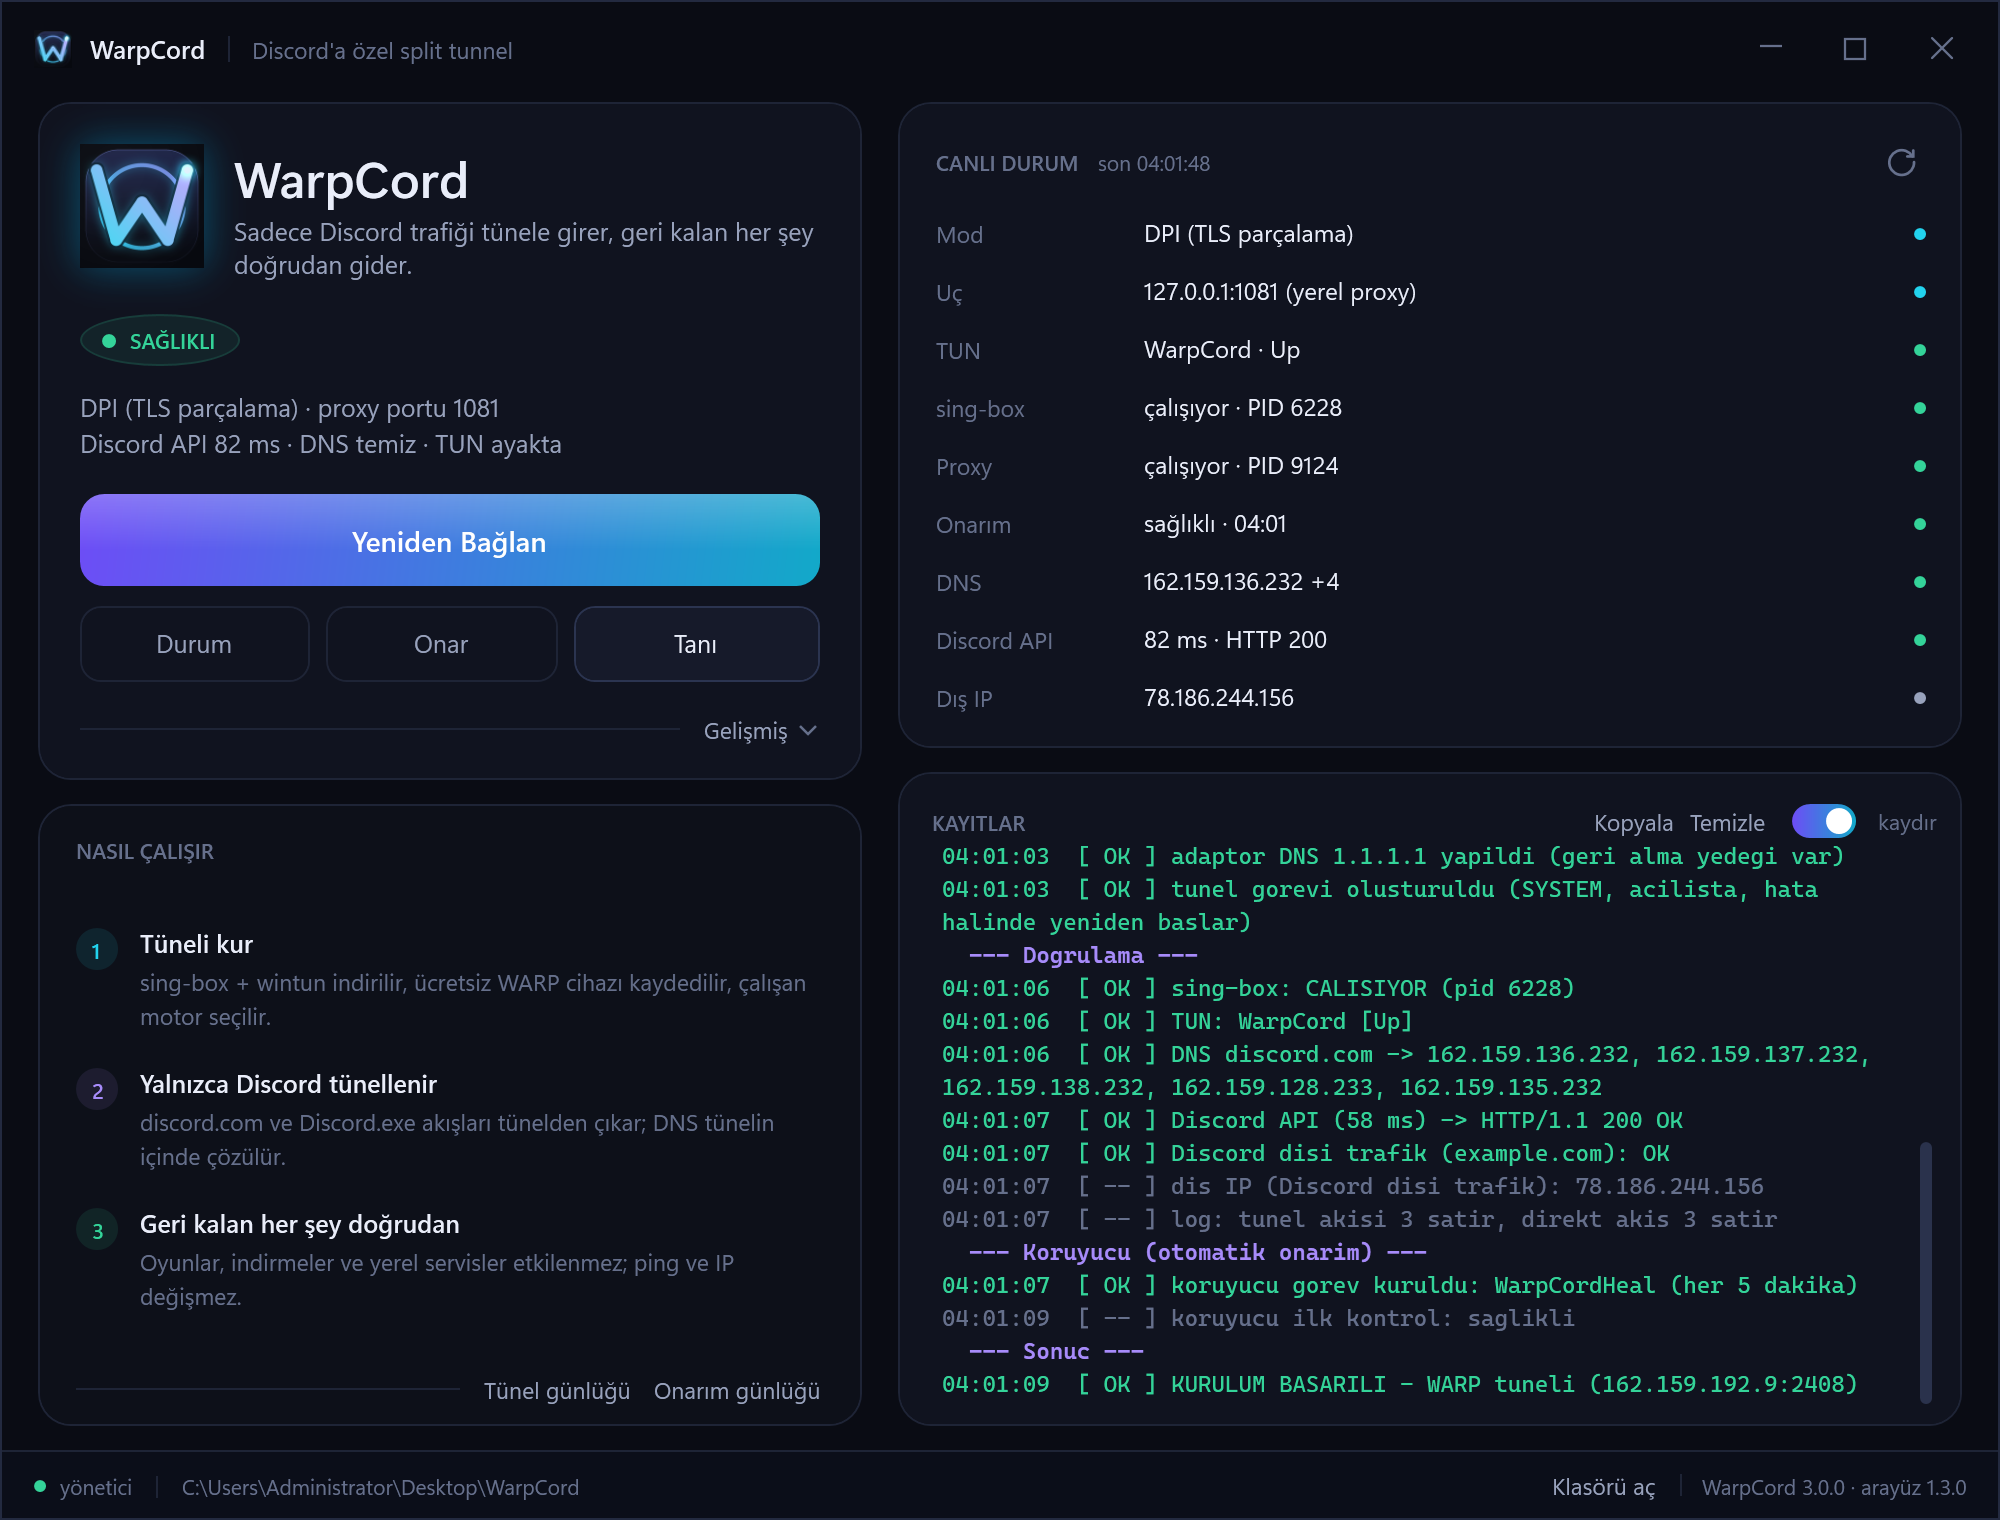 WarpCord
Discord'a özel split tunnel
WarpCord
Sadece Discord trafiği tünele girer, geri kalan her şey
doğrudan gider.
SAĞLIKLI
DPI (TLS parçalama) · proxy portu 1081
Discord API 82 ms · DNS temiz · TUN ayakta
Yeniden Bağlan
Durum
Onar
Tanı
Gelişmiş
NASIL ÇALIŞIR
1
Tüneli kur
sing-box + wintun indirilir, ücretsiz WARP cihazı kaydedilir, çalışan
motor seçilir.
2
Yalnızca Discord tünellenir
discord.com ve Discord.exe akışları tünelden çıkar; DNS tünelin
içinde çözülür.
3
Geri kalan her şey doğrudan
Oyunlar, indirmeler ve yerel servisler etkilenmez; ping ve IP
değişmez.
Tünel günlüğü Onarım günlüğü
CANLI DURUM son 04:01:48
Mod DPI (TLS parçalama)
Uç 127.0.0.1:1081 (yerel proxy)
TUN WarpCord · Up
sing-box çalışıyor · PID 6228
Proxy çalışıyor · PID 9124
Onarım sağlıklı · 04:01
DNS 162.159.136.232 +4
Discord API 82 ms · HTTP 200
Dış IP 78.186.244.156
KAYITLAR Kopyala Temizle kaydır
04:01:03 [ OK ] adaptor DNS 1.1.1.1 yapildi (geri alma yedegi var)
04:01:03 [ OK ] tunel gorevi olusturuldu (SYSTEM, acilista, hata
halinde yeniden baslar)
--- Dogrulama ---
04:01:06 [ OK ] sing-box: CALISIYOR (pid 6228)
04:01:06 [ OK ] TUN: WarpCord [Up]
04:01:06 [ OK ] DNS discord.com -> 162.159.136.232, 162.159.137.232,
162.159.138.232, 162.159.128.233, 162.159.135.232
04:01:07 [ OK ] Discord API (58 ms) -> HTTP/1.1 200 OK
04:01:07 [ OK ] Discord disi trafik (example.com): OK
04:01:07 [ -- ] dis IP (Discord disi trafik): 78.186.244.156
04:01:07 [ -- ] log: tunel akisi 3 satir, direkt akis 3 satir
--- Koruyucu (otomatik onarim) ---
04:01:07 [ OK ] koruyucu gorev kuruldu: WarpCordHeal (her 5 dakika)
04:01:09 [ -- ] koruyucu ilk kontrol: saglikli
--- Sonuc ---
04:01:09 [ OK ] KURULUM BASARILI - WARP tuneli (162.159.192.9:2408)
yönetici C:\Users\Administrator\Desktop\WarpCord
Klasörü aç WarpCord 3.0.0 · arayüz 1.3.0